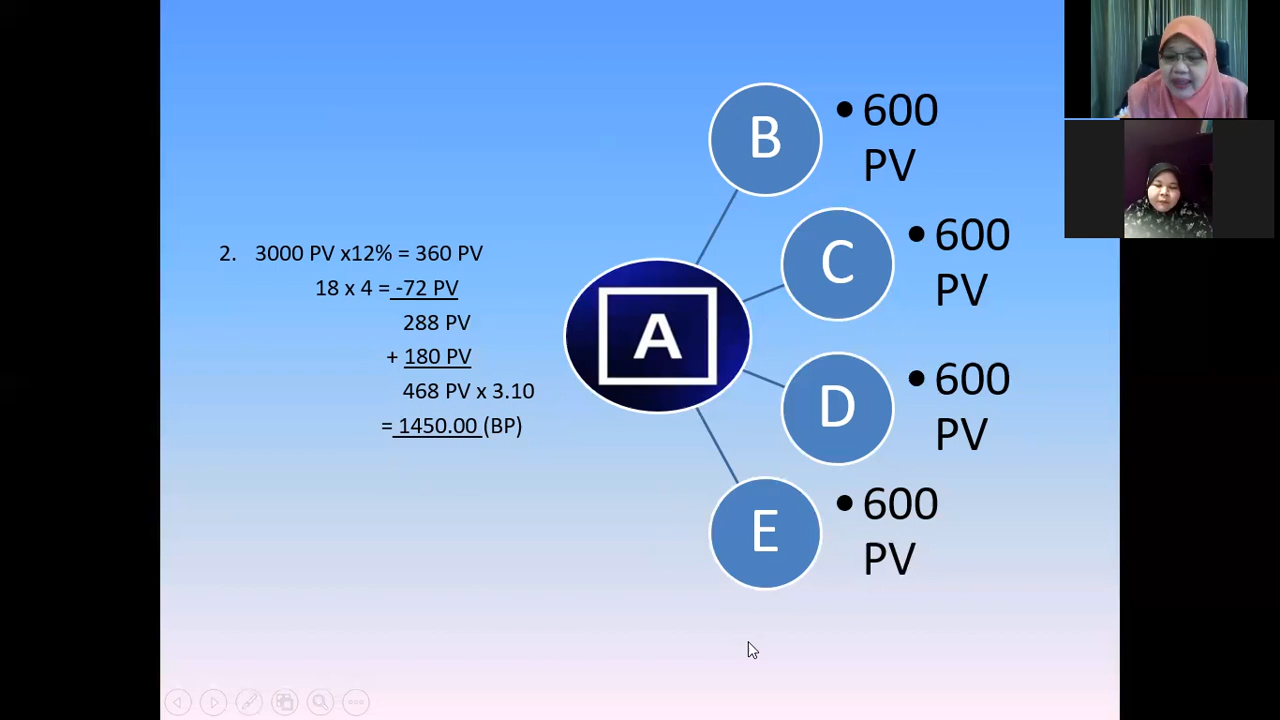 2. 3000 PV x12% = 360 PV
18 x 4 = -72 PV
288 PV
+ 180 PV
468 PV x 3.10
= 1450.00 (BP)
A
B
• 600
PV
C
• 600
PV
D
• 600
PV
E
• 600
PV